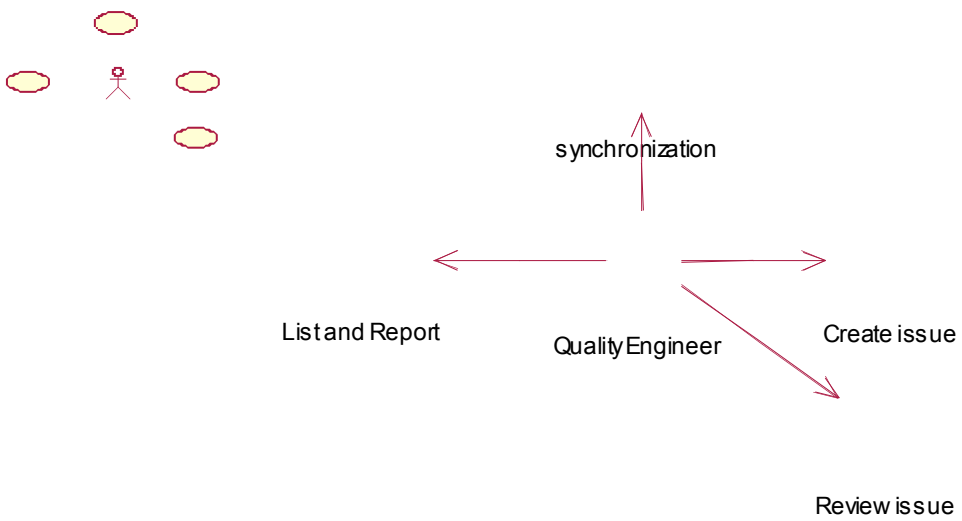 synchronization
List and Report
Quality Engineer
Create issue
Review issue